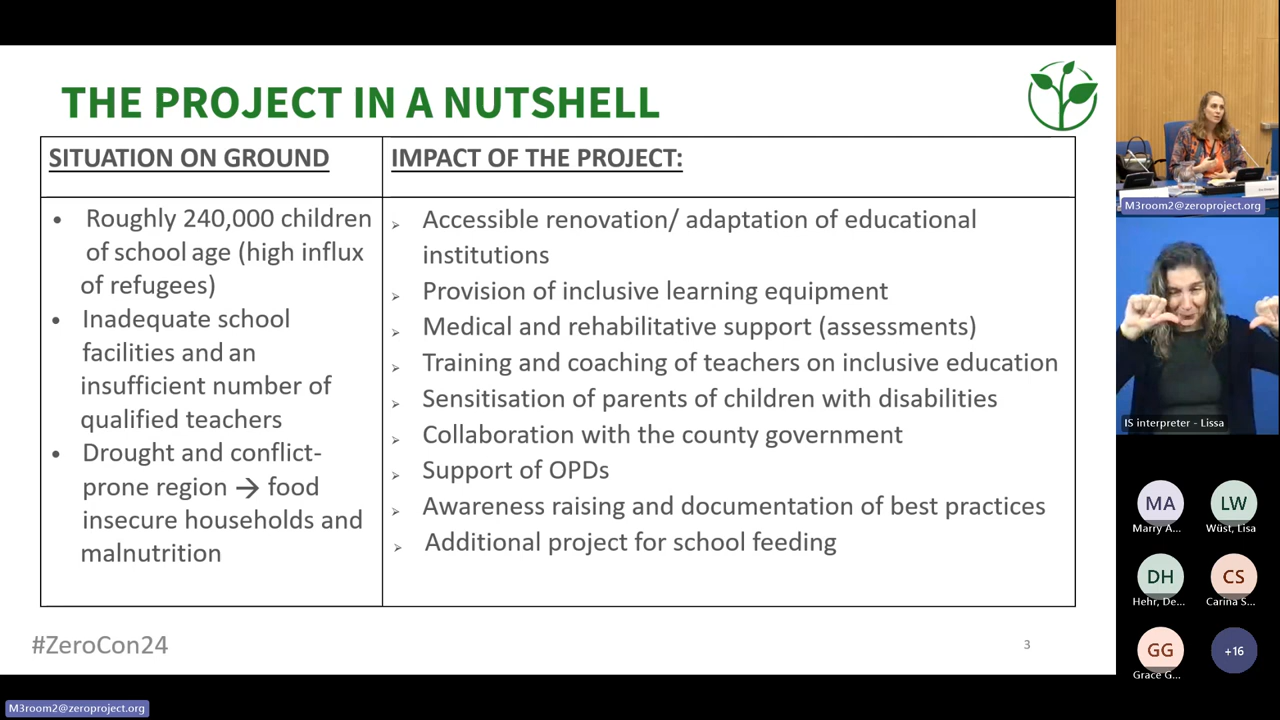 THE PROJECT IN A NUTSHELL
SITUATION ON GROUND
Roughly 240,000 children
of school age (high influx
of refugees)
Inadequate school
facilities and an
insufficient number of
qualified teachers
Drought and conflict-
prone region → food
insecure households and
malnutrition
IMPACT OF THE PROJECT:
Accessible renovation/ adaptation of educational
institutions
Provision of inclusive learning equipment
Medical and rehabilitative support (assessments)
Training and coaching of teachers on inclusive education
Sensitisation of parents of children with disabilities
Collaboration with the county government
Support of OPDs
Awareness raising and documentation of best practices
Additional project for school feeding
#ZeroCon24
3
M3room2@zeroproject.org
M3room2@zeroproject.org
IS interpreter - Lissa
MA
Marry A...
LW
Wüst, Lisa
DH
Hehr, De...
CS
Carina S...
GG
Grace G...
+16